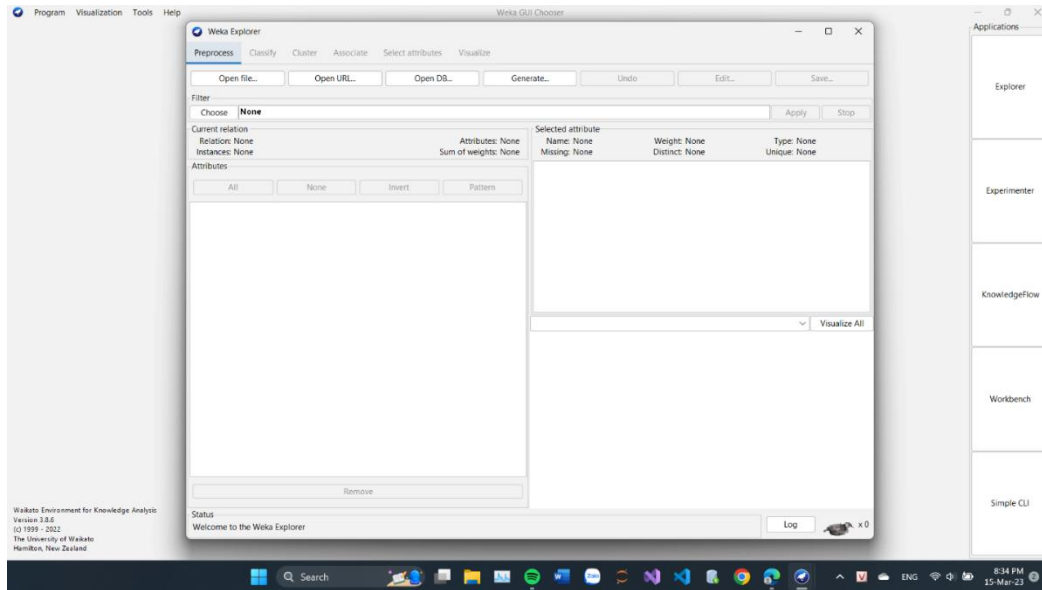 Program Visualization Tools Help
Weka GUI Chooser
Applications
Weka Explorer
Preprocess Classify Cluster Associate Select attributes Visualize
Open file... Open URL... Open DB... Generate... Undo Edit... Save...
Filter
Choose None Apply Stop
Current relation
Relation: None Attributes: None
Instances: None Sum of weights: None
Selected attribute
Name: None Weight: None Type: None
Missing: None Distinct: None Unique: None
Attributes
All None Invert Pattern
Visualize All
Remove
Status
Welcome to the Weka Explorer
Log x 0
Explorer
Experimenter
KnowledgeFlow
Workbench
Simple CLI
Waikato Environment for Knowledge Analysis
Version 3.8.6
(c) 1999 - 2022
The University of Waikato
Hamilton, New Zealand
Search
ENG
8:34 PM
15-Mar-23